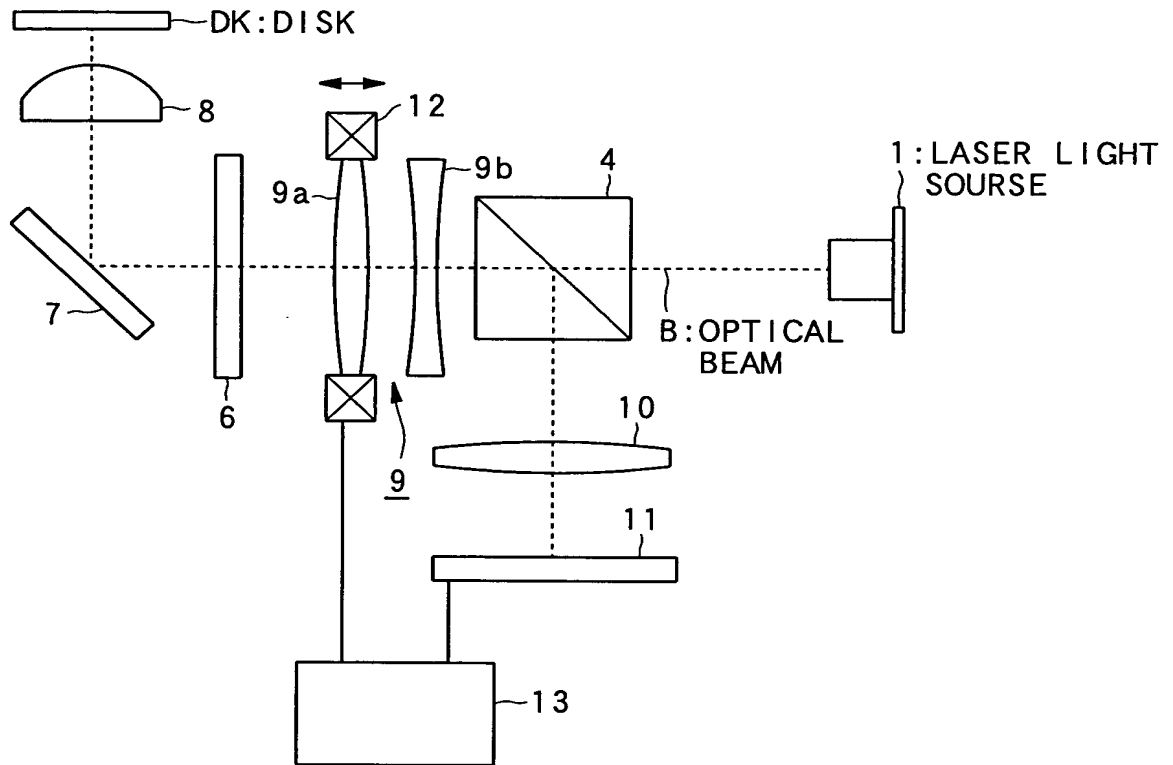 DK:DISK
8
12
9a
9b
4
1:LASER LIGHT
SOURSE
7
6
B:OPTICAL
BEAM
10
9
11
13